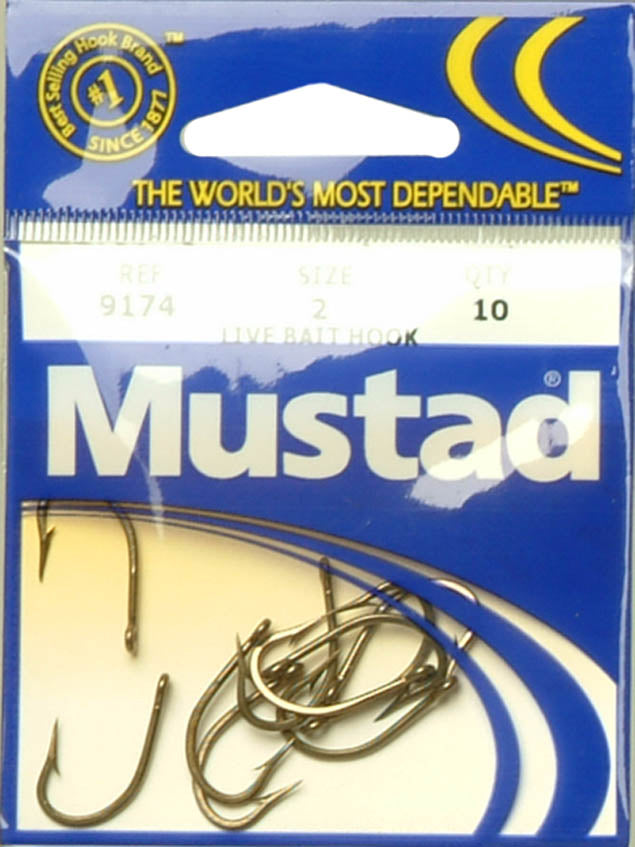 Best Selling Hook Brand
#1
SINCE 1877
TM
THE WORLD'S MOST DEPENDABLE™
REF SIZE QTY
9174 2 10
LIVE BAIT HOOK
Mustad®